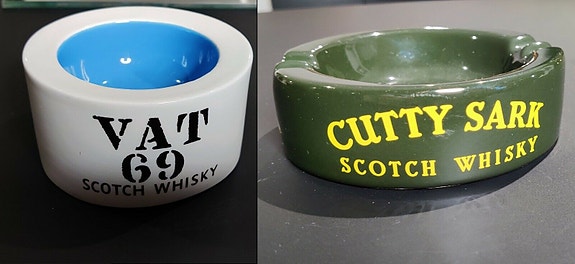 VAT
69
SCOTCH WHISKY
CUTTY SARK
SCOTCH WHISKY